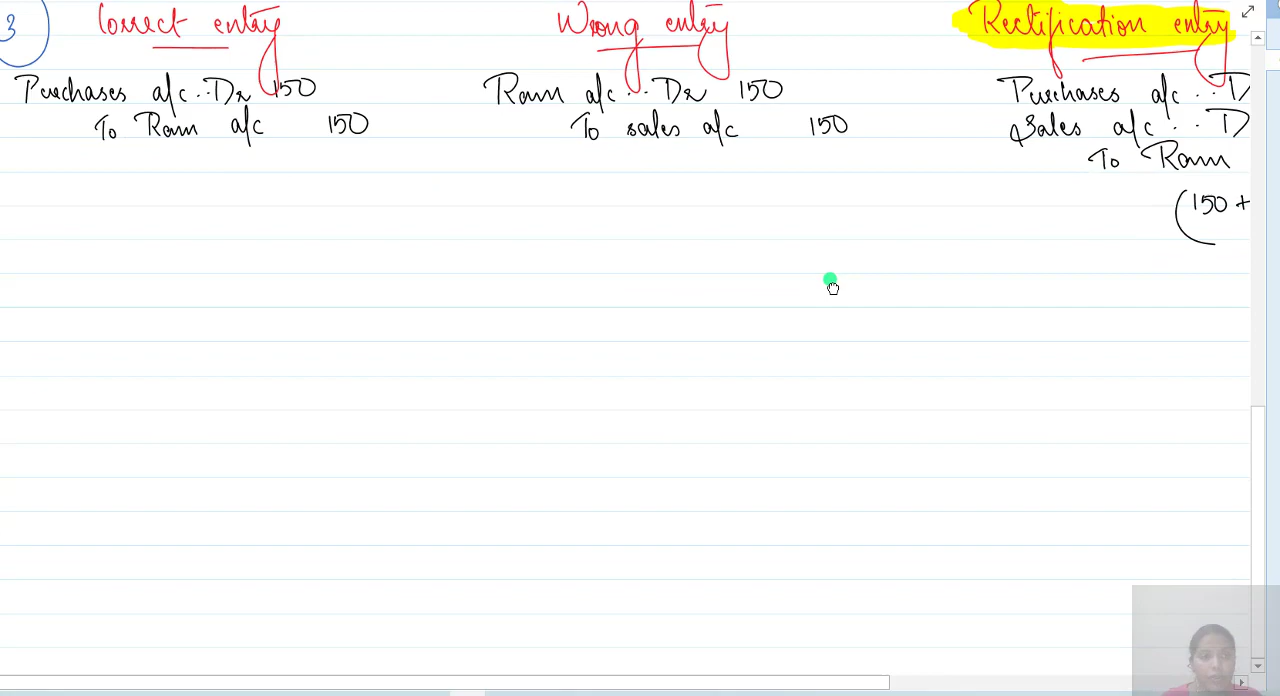 3
Correct entry
Wrong entry
Rectification entry
Purchases a/c .. Dr 150
To Ram a/c 150
Ram a/c .. Dr 150
To sales a/c 150
Purchases a/c .. D
Sales a/c .. D
To Ram
(150 +